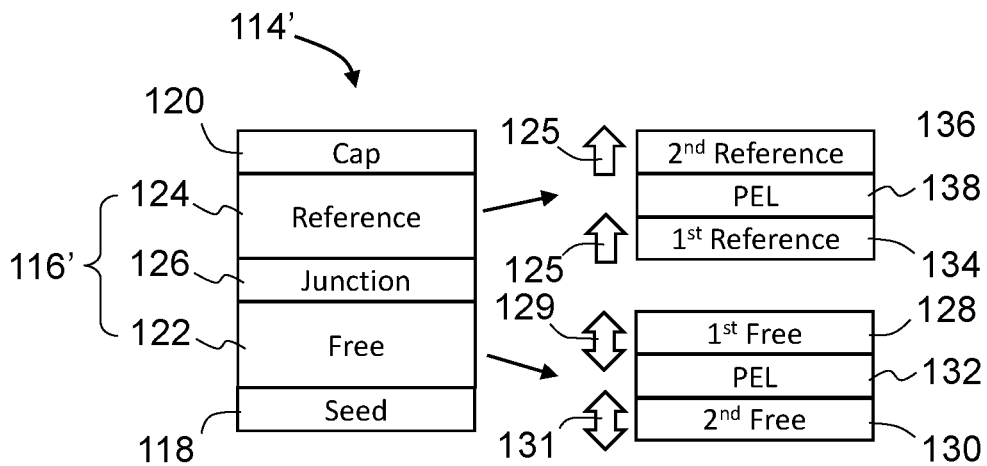 114’
120
Cap
124
Reference
116’
126
Junction
122
Free
Seed
118
125
2nd Reference
136
PEL
138
125
1st Reference
134
129
1st Free
128
PEL
132
131
2nd Free
130